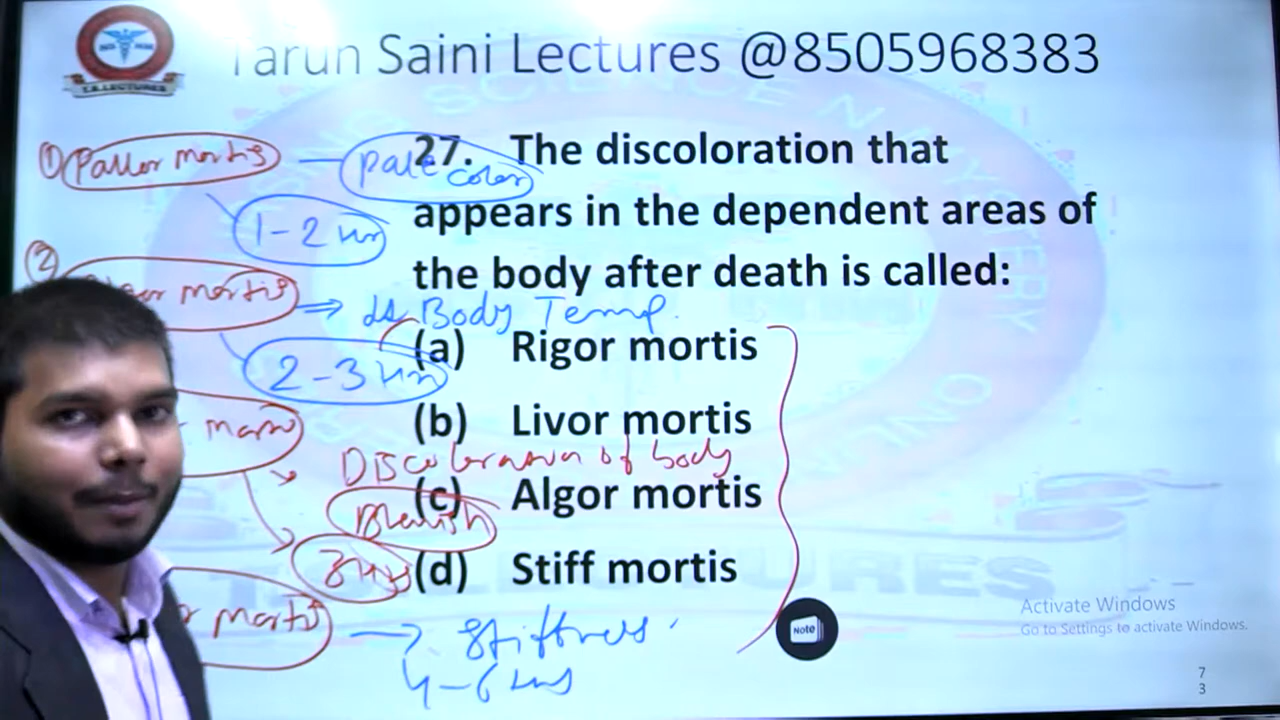 Tarun Saini Lectures @8505968383
T.S. LECTURES
27. The discoloration that
appears in the dependent areas of
the body after death is called:
(a) Rigor mortis
(b) Livor mortis
(c) Algor mortis
(d) Stiff mortis
① Pallor mortis — pale color
1-2 hrs
② mortis → Body Temp.
2-3 hrs
Discoloration of body
Bluish
mortis → Stiffness
4-6 hrs
Note
Activate Windows
Go to Settings to activate Windows.
7
3